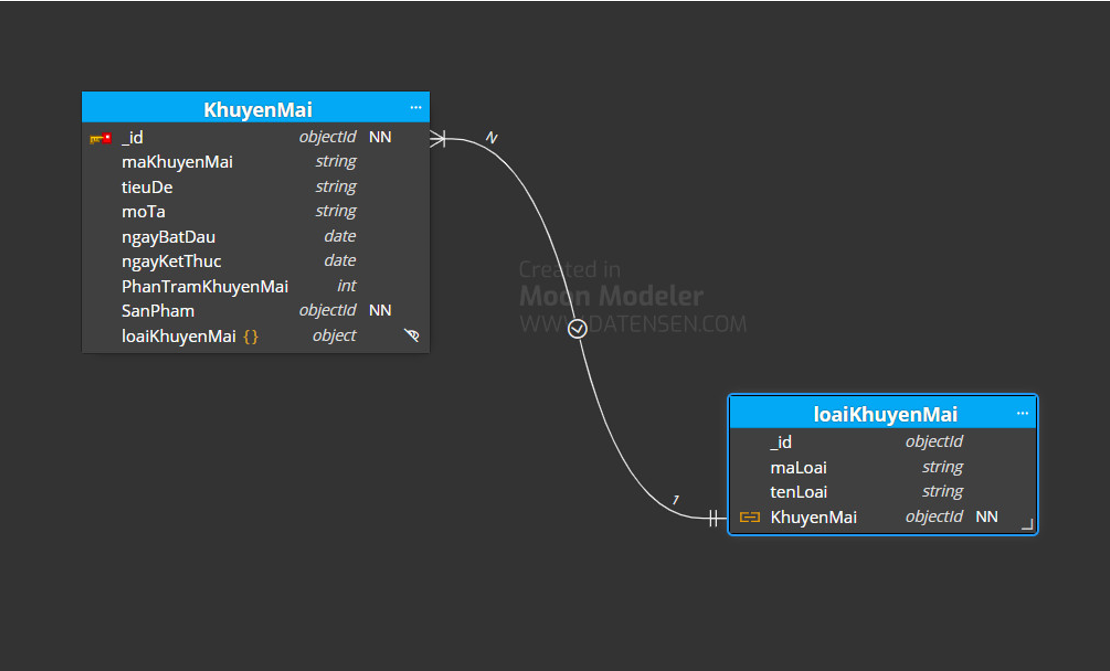 KhuyenMai ...
_id objectId NN
maKhuyenMai string
tieuDe string
moTa string
ngayBatDau date
ngayKetThuc date
PhanTramKhuyenMai int
SanPham objectId NN
loaiKhuyenMai {} object
N
Created in
Moon Modeler
WWW.DATENSEN.COM
1
loaiKhuyenMai ...
_id objectId
maLoai string
tenLoai string
KhuyenMai objectId NN